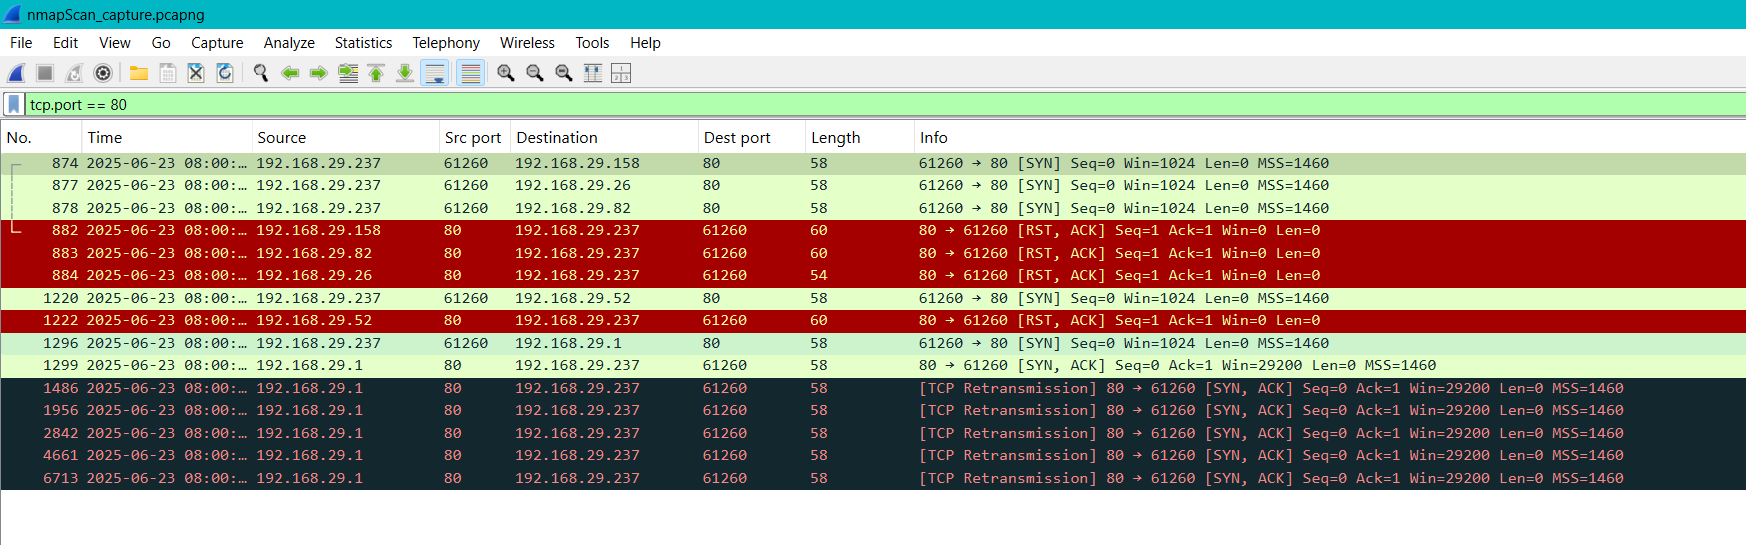 nmapScan_capture.pcapng
File Edit View Go Capture Analyze Statistics Telephony Wireless Tools Help
tcp.port == 80
No. Time Source Src port Destination Dest port Length Info
874 2025-06-23 08:00:… 192.168.29.237 61260 192.168.29.158 80 58 61260 → 80 [SYN] Seq=0 Win=1024 Len=0 MSS=1460
877 2025-06-23 08:00:… 192.168.29.237 61260 192.168.29.26 80 58 61260 → 80 [SYN] Seq=0 Win=1024 Len=0 MSS=1460
878 2025-06-23 08:00:… 192.168.29.237 61260 192.168.29.82 80 58 61260 → 80 [SYN] Seq=0 Win=1024 Len=0 MSS=1460
882 2025-06-23 08:00:… 192.168.29.158 80 192.168.29.237 61260 60 80 → 61260 [RST, ACK] Seq=1 Ack=1 Win=0 Len=0
883 2025-06-23 08:00:… 192.168.29.82 80 192.168.29.237 61260 60 80 → 61260 [RST, ACK] Seq=1 Ack=1 Win=0 Len=0
884 2025-06-23 08:00:… 192.168.29.26 80 192.168.29.237 61260 54 80 → 61260 [RST, ACK] Seq=1 Ack=1 Win=0 Len=0
1220 2025-06-23 08:00:… 192.168.29.237 61260 192.168.29.52 80 58 61260 → 80 [SYN] Seq=0 Win=1024 Len=0 MSS=1460
1222 2025-06-23 08:00:… 192.168.29.52 80 192.168.29.237 61260 60 80 → 61260 [RST, ACK] Seq=1 Ack=1 Win=0 Len=0
1296 2025-06-23 08:00:… 192.168.29.237 61260 192.168.29.1 80 58 61260 → 80 [SYN] Seq=0 Win=1024 Len=0 MSS=1460
1299 2025-06-23 08:00:… 192.168.29.1 80 192.168.29.237 61260 58 80 → 61260 [SYN, ACK] Seq=0 Ack=1 Win=29200 Len=0 MSS=1460
1486 2025-06-23 08:00:… 192.168.29.1 80 192.168.29.237 61260 58 [TCP Retransmission] 80 → 61260 [SYN, ACK] Seq=0 Ack=1 Win=29200 Len=0 MSS=1460
1956 2025-06-23 08:00:… 192.168.29.1 80 192.168.29.237 61260 58 [TCP Retransmission] 80 → 61260 [SYN, ACK] Seq=0 Ack=1 Win=29200 Len=0 MSS=1460
2842 2025-06-23 08:00:… 192.168.29.1 80 192.168.29.237 61260 58 [TCP Retransmission] 80 → 61260 [SYN, ACK] Seq=0 Ack=1 Win=29200 Len=0 MSS=1460
4661 2025-06-23 08:00:… 192.168.29.1 80 192.168.29.237 61260 58 [TCP Retransmission] 80 → 61260 [SYN, ACK] Seq=0 Ack=1 Win=29200 Len=0 MSS=1460
6713 2025-06-23 08:00:… 192.168.29.1 80 192.168.29.237 61260 58 [TCP Retransmission] 80 → 61260 [SYN, ACK] Seq=0 Ack=1 Win=29200 Len=0 MSS=1460